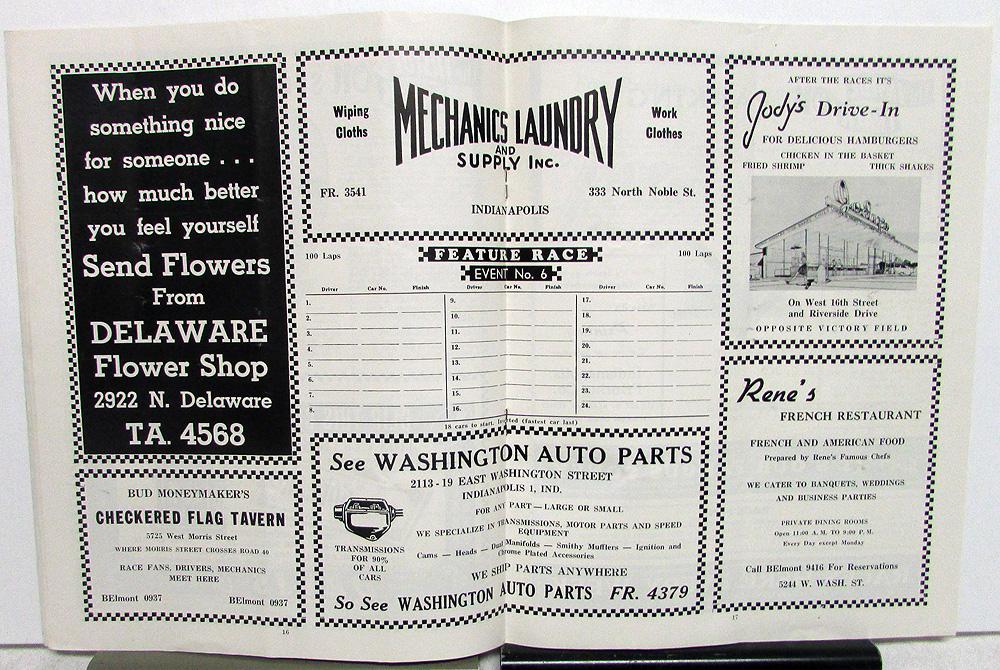 When you do
something nice
for someone . . .
how much better
you feel yourself
Send Flowers
From
DELAWARE
Flower Shop
2922 N. Delaware
TA. 4568
BUD MONEYMAKER'S
CHECKERED FLAG TAVERN
5725 West Morris Street
WHERE MORRIS STREET CROSSES ROAD 40
RACE FANS, DRIVERS, MECHANICS
MEET HERE
BElmont 0937 BElmont 0937
16
Wiping
Cloths
MECHANICS LAUNDRY
AND
SUPPLY INC.
Work
Clothes
FR. 3541 333 North Noble St.
INDIANAPOLIS
100 Laps FEATURE RACE 100 Laps
EVENT No. 6
Driver Car No. Finish Driver Car No. Finish Driver Car No. Finish
1. 9. 17.
2. 10. 18.
3. 11. 19.
4. 12. 20.
5. 13. 21.
6. 14. 22.
7. 15. 23.
8. 16. 24.
18 cars to start. (fastest car last)
See WASHINGTON AUTO PARTS
2113-19 EAST WASHINGTON STREET
INDIANAPOLIS 1, IND.
FOR ANY PART — LARGE OR SMALL
WE SPECIALIZE IN TRANSMISSIONS, MOTOR PARTS AND SPEED
EQUIPMENT
Cams — Heads — Dual Manifolds — Smithy Mufflers — Ignition and
Chrome Plated Accessories
TRANSMISSIONS
FOR 90%
OF ALL
CARS
WE SHIP PARTS ANYWHERE
So See WASHINGTON AUTO PARTS FR. 4379
AFTER THE RACES IT'S
Jody's Drive-In
FOR DELICIOUS HAMBURGERS
CHICKEN IN THE BASKET
FRIED SHRIMP THICK SHAKES
On West 16th Street
and Riverside Drive
OPPOSITE VICTORY FIELD
Rene's
FRENCH RESTAURANT
FRENCH AND AMERICAN FOOD
Prepared by Rene's Famous Chefs
WE CATER TO BANQUETS, WEDDINGS
AND BUSINESS PARTIES
PRIVATE DINING ROOMS
Open 11:00 A. M. TO 9:00 P. M.
Every Day except Monday
Call BElmont 9416 For Reservations
5244 W. WASH. ST.
17